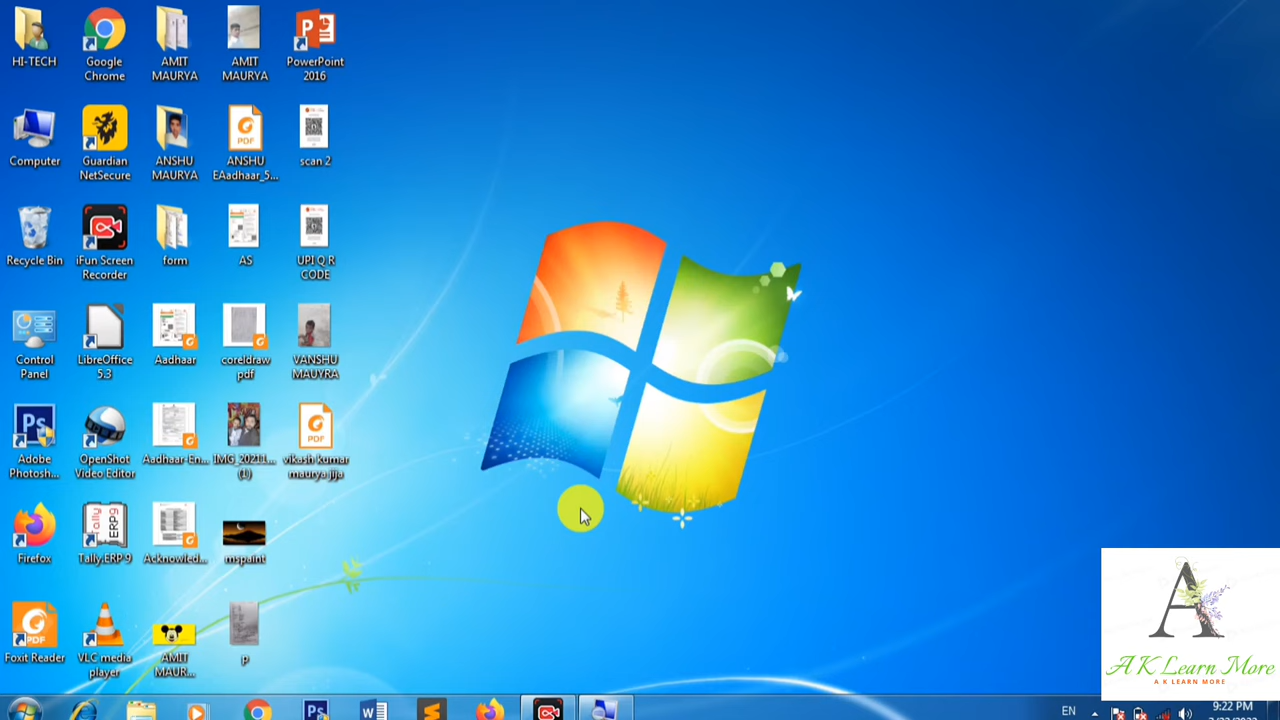 HI-TECH
Google
Chrome
AMIT
MAURYA
AMIT
MAURYA
PowerPoint
2016
Computer
Guardian
NetSecure
ANSHU
MAURYA
ANSHU
EAadhaar_5...
scan 2
Recycle Bin
iFun Screen
Recorder
form
AS
UPI Q.R
CODE
Control
Panel
LibreOffice
5.3
Aadhaar
coreldraw
pdf
VANSHU
MAUYRA
Adobe
Photosh...
OpenShot
Video Editor
Aadhaar-En...
IMG_20211...
(1)
vikash kumar
maurya jija
Firefox
Tally.ERP 9
Acknowled...
mspaint
Foxit Reader
VLC media
player
AMIT
MAUR...
p
A
A K Learn More
A K LEARN MORE
EN
9:22 PM